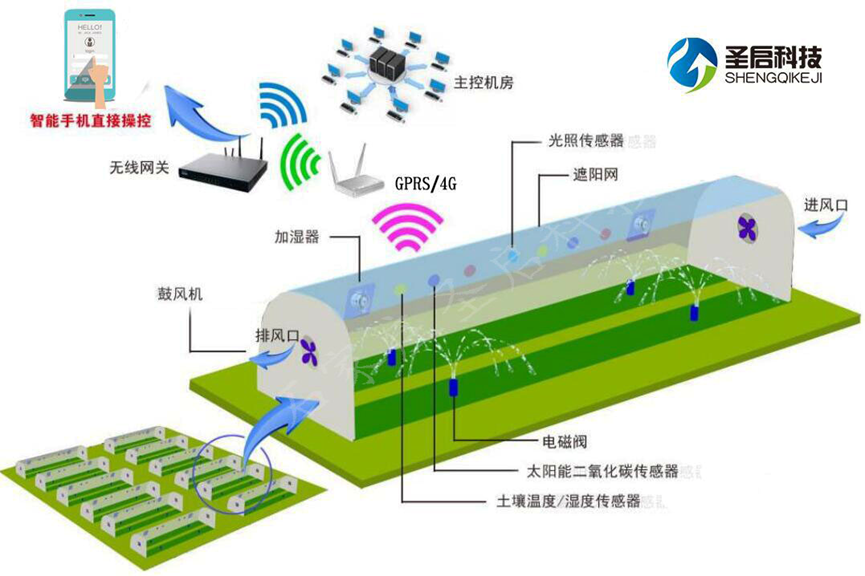 HELLO!
圣启科技
SHENGQIKEJI
主控机房
智能手机直接操控
无线网关
GPRS/4G
光照传感器
遮阳网
加湿器
进风口
鼓风机
排风口
电磁阀
太阳能二氧化碳传感器
土壤温度/湿度传感器